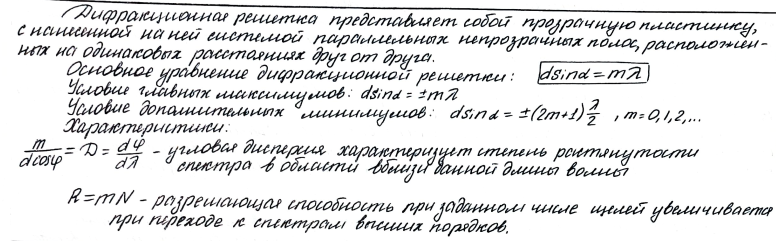 Дифракционная решетка представляет собой прозрачную пластинку,
с нанесенной на ней системой параллельных непрозрачных полос, расположен-
ных на одинаковых расстояниях друг от друга.
Основное уравнение дифракционной решетки: dsinα = mλ
Условие главных максимумов: dsinα = ±mλ
Условие дополнительных минимумов: dsinα = ±(2m+1) λ/2 , m=0,1,2,...
Характеристики:
m/dcosφ = D = dφ/dλ - угловая дисперсия характеризует степень растянутости
спектра в области вблизи данной длины волны
R = mN - разрешающая способность при заданном числе щелей увеличивается
при переходе к спектрам высших порядков.